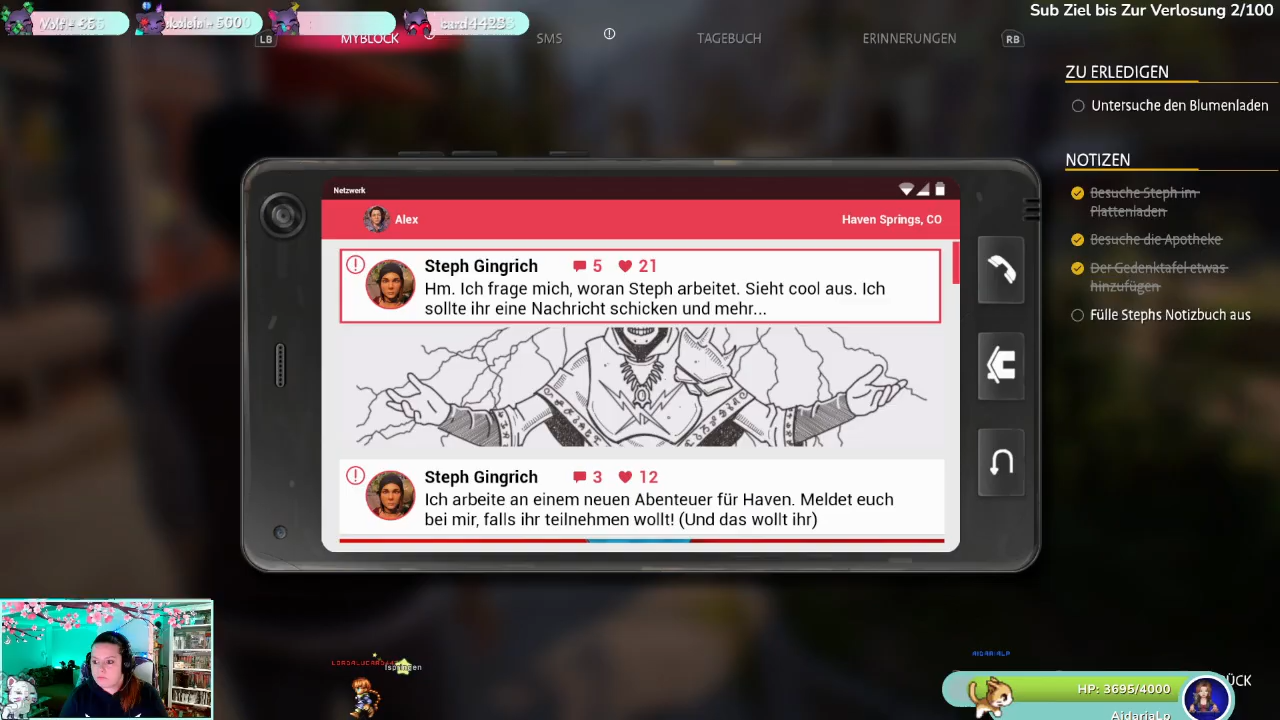 Sub Ziel bis Zur Verlosung 2/100
LB
MYBLOCK
SMS
TAGEBUCH
ERINNERUNGEN
RB
ZU ERLEDIGEN
Untersuche den Blumenladen
NOTIZEN
Besuche Steph im
Plattenladen
Besuche die Apotheke
Der Gedenktafel etwas
hinzufügen
Fülle Stephs Notizbuch aus
Netzwerk
Alex
Haven Springs, CO
Steph Gingrich 5 21
Hm. Ich frage mich, woran Steph arbeitet. Sieht cool aus. Ich
sollte ihr eine Nachricht schicken und mehr...
Steph Gingrich 3 12
Ich arbeite an einem neuen Abenteuer für Haven. Meldet euch
bei mir, falls ihr teilnehmen wollt! (Und das wollt ihr)
AIDARIALP
HP: 3695/4000
AidariaLp